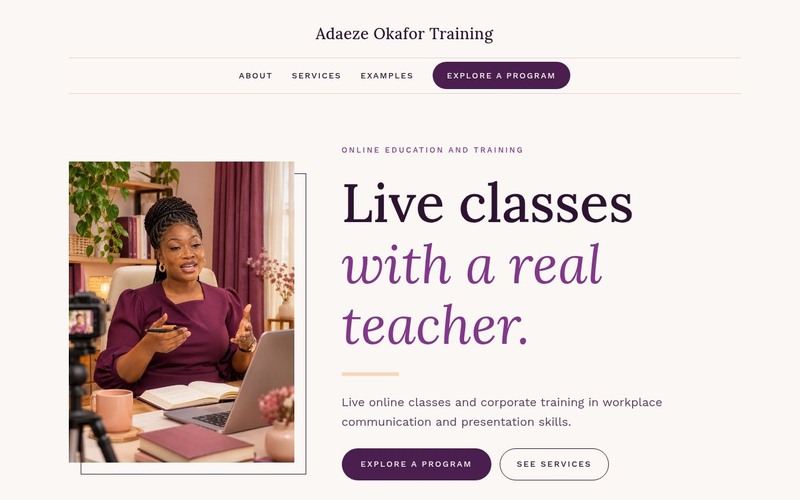 Adaeze Okafor Training
ABOUT SERVICES EXAMPLES EXPLORE A PROGRAM
ONLINE EDUCATION AND TRAINING
Live classes
with a real
teacher.
Live online classes and corporate training in workplace
communication and presentation skills.
EXPLORE A PROGRAM SEE SERVICES